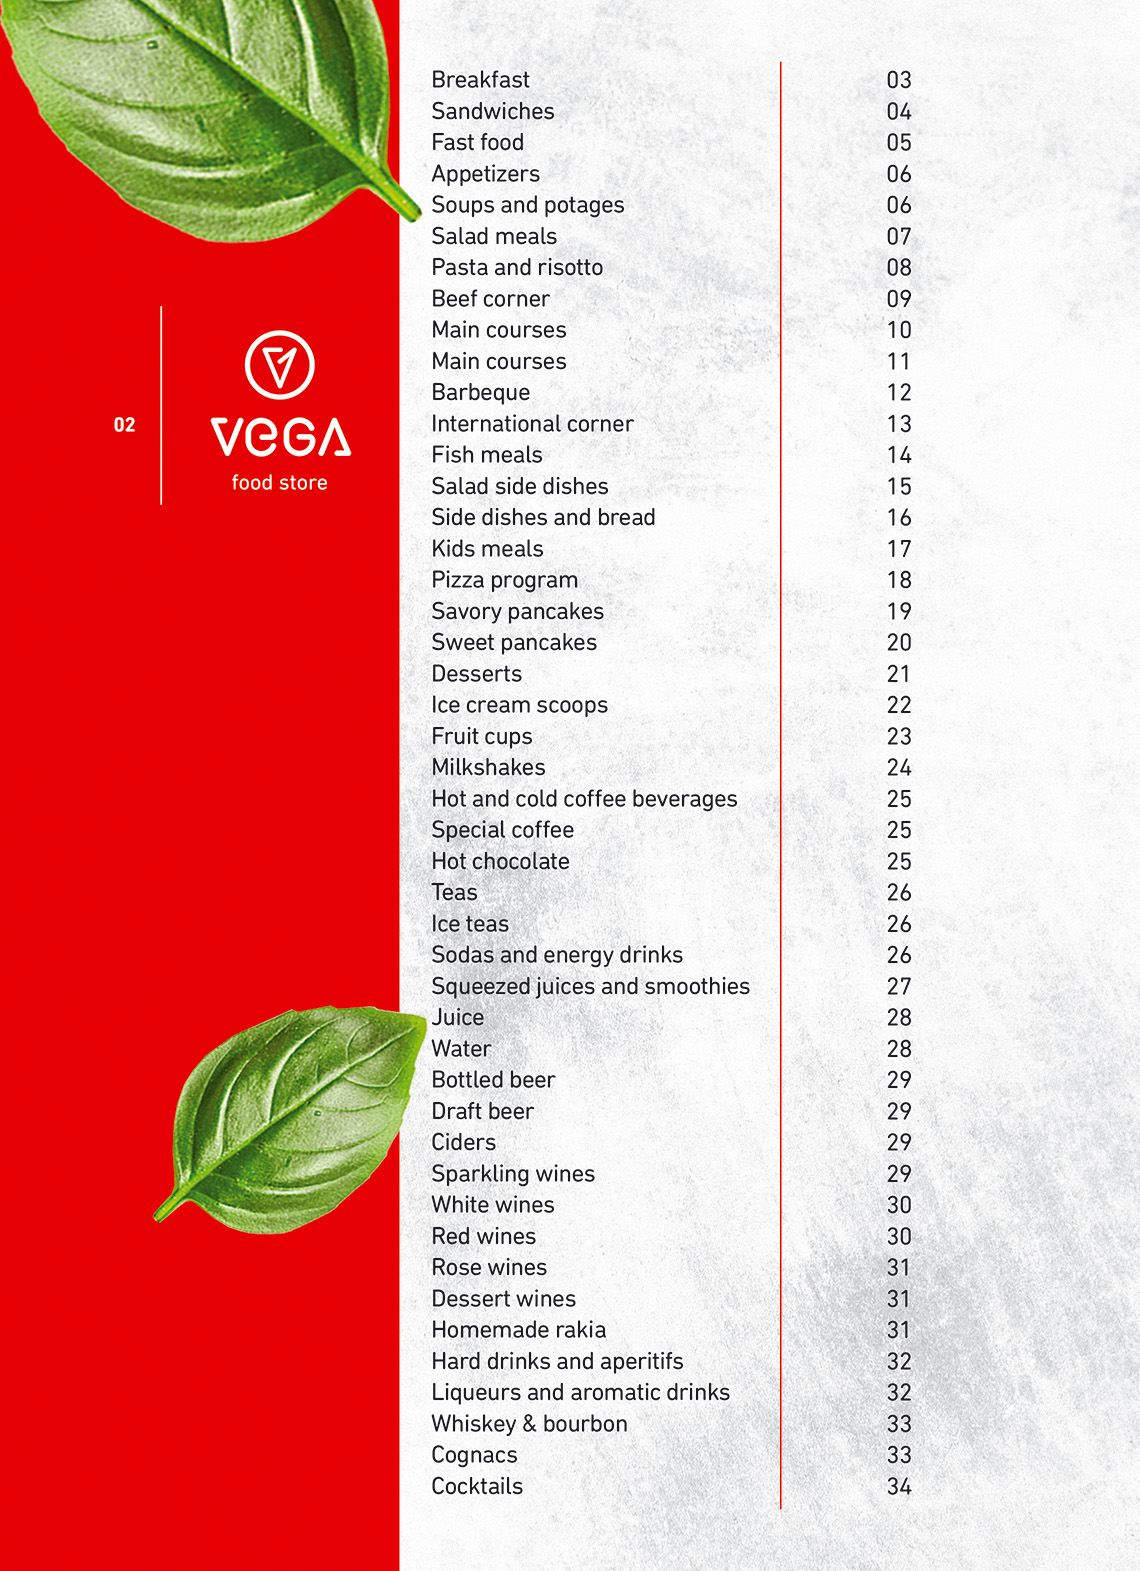 02
VEGA
food store
Breakfast 03
Sandwiches 04
Fast food 05
Appetizers 06
Soups and potages 06
Salad meals 07
Pasta and risotto 08
Beef corner 09
Main courses 10
Main courses 11
Barbeque 12
International corner 13
Fish meals 14
Salad side dishes 15
Side dishes and bread 16
Kids meals 17
Pizza program 18
Savory pancakes 19
Sweet pancakes 20
Desserts 21
Ice cream scoops 22
Fruit cups 23
Milkshakes 24
Hot and cold coffee beverages 25
Special coffee 25
Hot chocolate 25
Teas 26
Ice teas 26
Sodas and energy drinks 26
Squeezed juices and smoothies 27
Juice 28
Water 28
Bottled beer 29
Draft beer 29
Ciders 29
Sparkling wines 29
White wines 30
Red wines 30
Rose wines 31
Dessert wines 31
Homemade rakia 31
Hard drinks and aperitifs 32
Liqueurs and aromatic drinks 32
Whiskey & bourbon 33
Cognacs 33
Cocktails 34